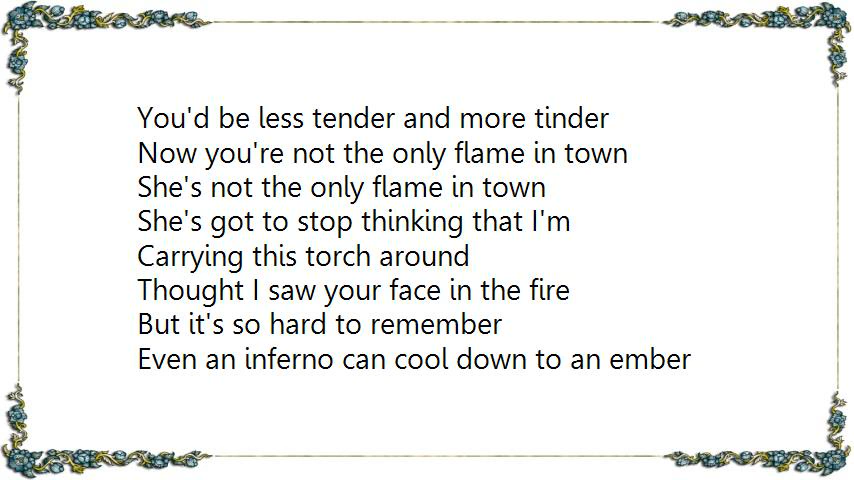 You'd be less tender and more tinder
Now you're not the only flame in town
She's not the only flame in town
She's got to stop thinking that I'm
Carrying this torch around
Thought I saw your face in the fire
But it's so hard to remember
Even an inferno can cool down to an ember